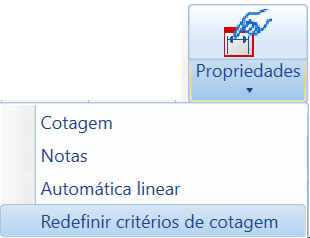 Propriedades
Cotagem
Notas
Automática linear
Redefinir critérios de cotagem